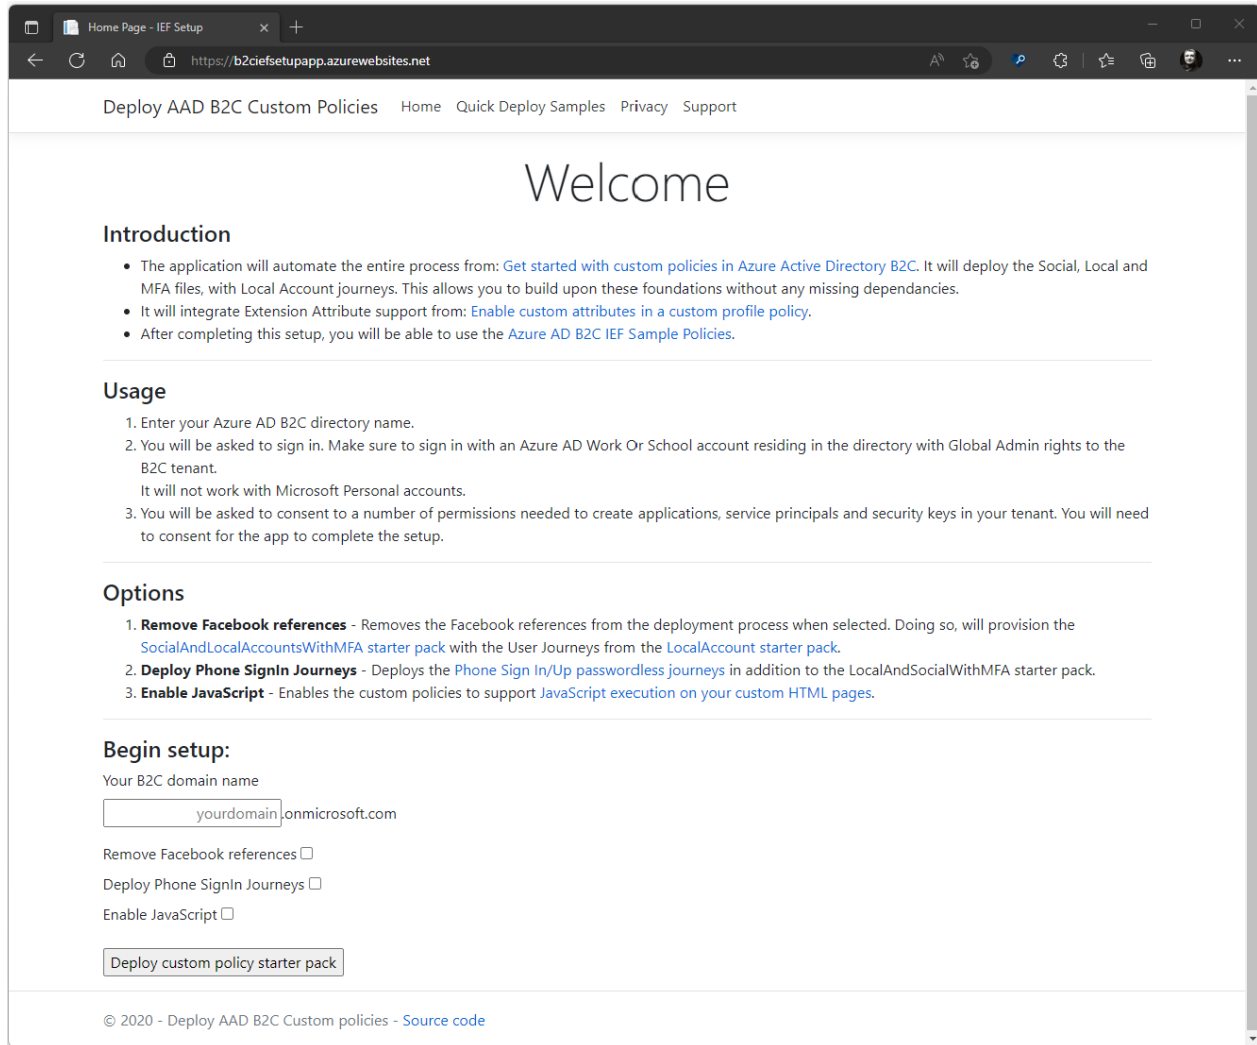 Home Page - IEF Setup
https://b2ciefsetupapp.azurewebsites.net
Deploy AAD B2C Custom Policies Home Quick Deploy Samples Privacy Support
Welcome
Introduction
• The application will automate the entire process from: Get started with custom policies in Azure Active Directory B2C. It will deploy the Social, Local and
MFA files, with Local Account journeys. This allows you to build upon these foundations without any missing dependancies.
• It will integrate Extension Attribute support from: Enable custom attributes in a custom profile policy.
• After completing this setup, you will be able to use the Azure AD B2C IEF Sample Policies.
Usage
1. Enter your Azure AD B2C directory name.
2. You will be asked to sign in. Make sure to sign in with an Azure AD Work Or School account residing in the directory with Global Admin rights to the
B2C tenant.
It will not work with Microsoft Personal accounts.
3. You will be asked to consent to a number of permissions needed to create applications, service principals and security keys in your tenant. You will need
to consent for the app to complete the setup.
Options
1. Remove Facebook references - Removes the Facebook references from the deployment process when selected. Doing so, will provision the
SocialAndLocalAccountsWithMFA starter pack with the User Journeys from the LocalAccount starter pack.
2. Deploy Phone SignIn Journeys - Deploys the Phone Sign In/Up passwordless journeys in addition to the LocalAndSocialWithMFA starter pack.
3. Enable JavaScript - Enables the custom policies to support JavaScript execution on your custom HTML pages.
Begin setup:
Your B2C domain name
yourdomain .onmicrosoft.com
Remove Facebook references
Deploy Phone SignIn Journeys
Enable JavaScript
Deploy custom policy starter pack
© 2020 - Deploy AAD B2C Custom policies - Source code